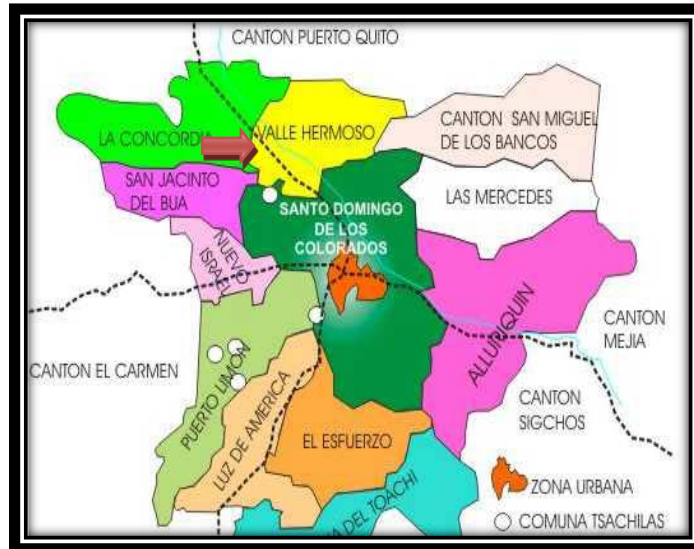 CANTON PUERTO QUITO
LA CONCORDIA
VALLE HERMOSO
CANTON SAN MIGUEL
DE LOS BANCOS
SAN JACINTO
DEL BUA
LAS MERCEDES
SANTO DOMINGO
DE LOS
COLORADOS
NUEVO
ISRAEL
ALLURIQUIN
CANTON
MEJIA
CANTON EL CARMEN
PUERTO LIMON
LUZ DE AMERICA
CANTON
SIGCHOS
EL ESFUERZO
ZONA URBANA
DEL TOACHI
COMUNA TSACHILAS